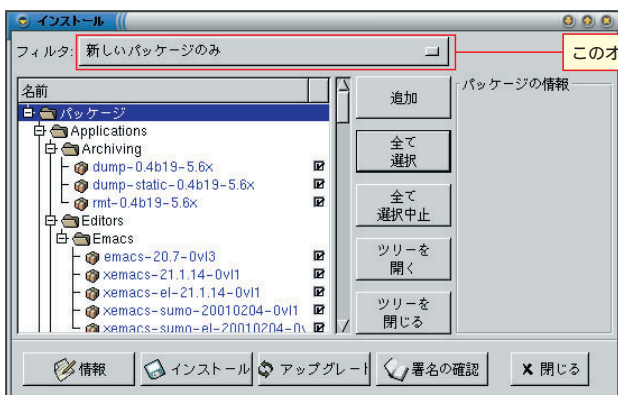 インストール
フィルタ: 新しいパッケージのみ
このオ
名前
パッケージ
Applications
Archiving
dump-0.4b19-5.6x
dump-static-0.4b19-5.6x
rmt-0.4b19-5.6x
Editors
Emacs
emacs-20.7-0vl3
xemacs-21.1.14-0vl1
xemacs-el-21.1.14-0vl1
xemacs-sumo-20010204-0vl1
xemacs-sumo-el-20010204-0v
追加
全て
選択
全て
選択中止
ツリーを
開く
ツリーを
閉じる
パッケージの情報
情報 インストール アップグレード 署名の確認 閉じる